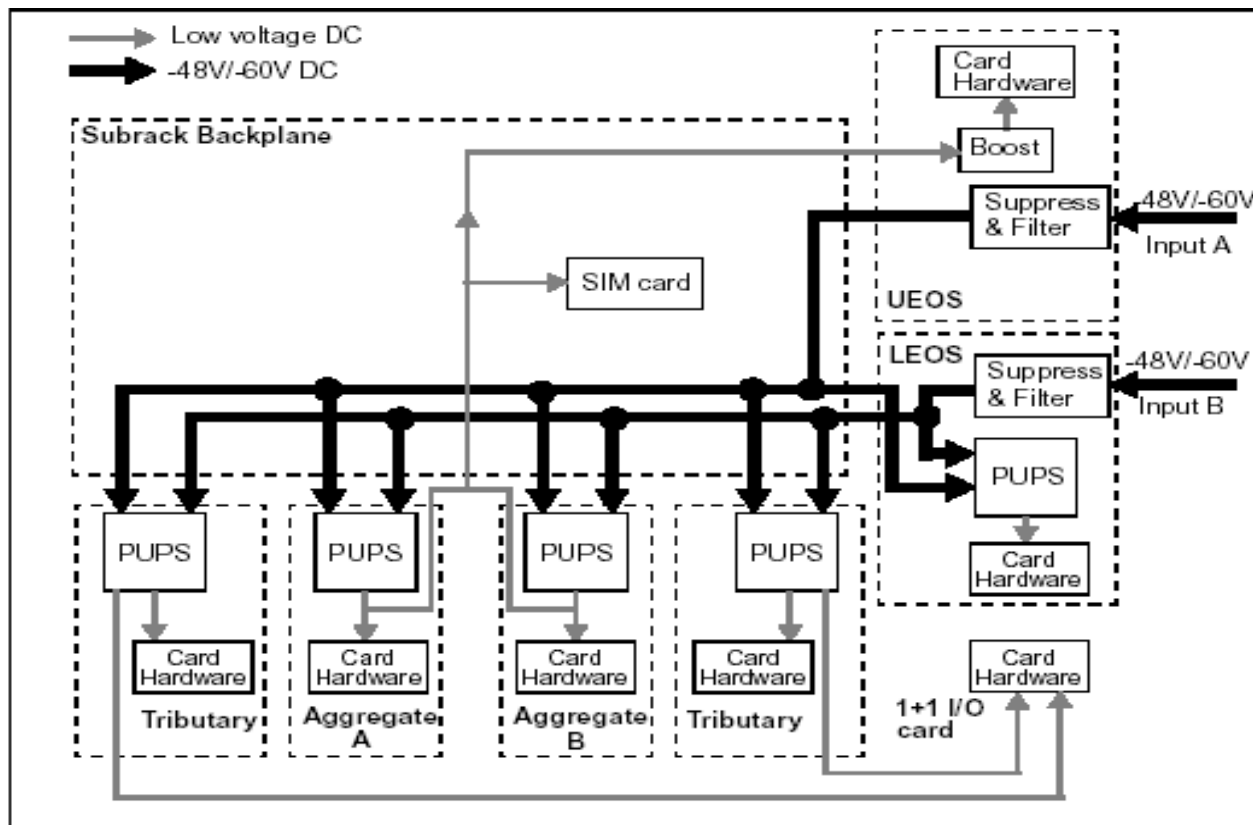 Low voltage DC
-48V/-60V DC
Subrack Backplane
Card
Hardware
Boost
Suppress
& Filter
-48V/-60V
Input A
UEOS
SIM card
LEOS
Suppress
& Filter
-48V/-60V
Input B
PUPS
Card
Hardware
PUPS
PUPS
PUPS
PUPS
Card
Hardware
Card
Hardware
Card
Hardware
Card
Hardware
Tributary
Aggregate
A
Aggregate
B
Tributary
Card
Hardware
1+1 I/O
card